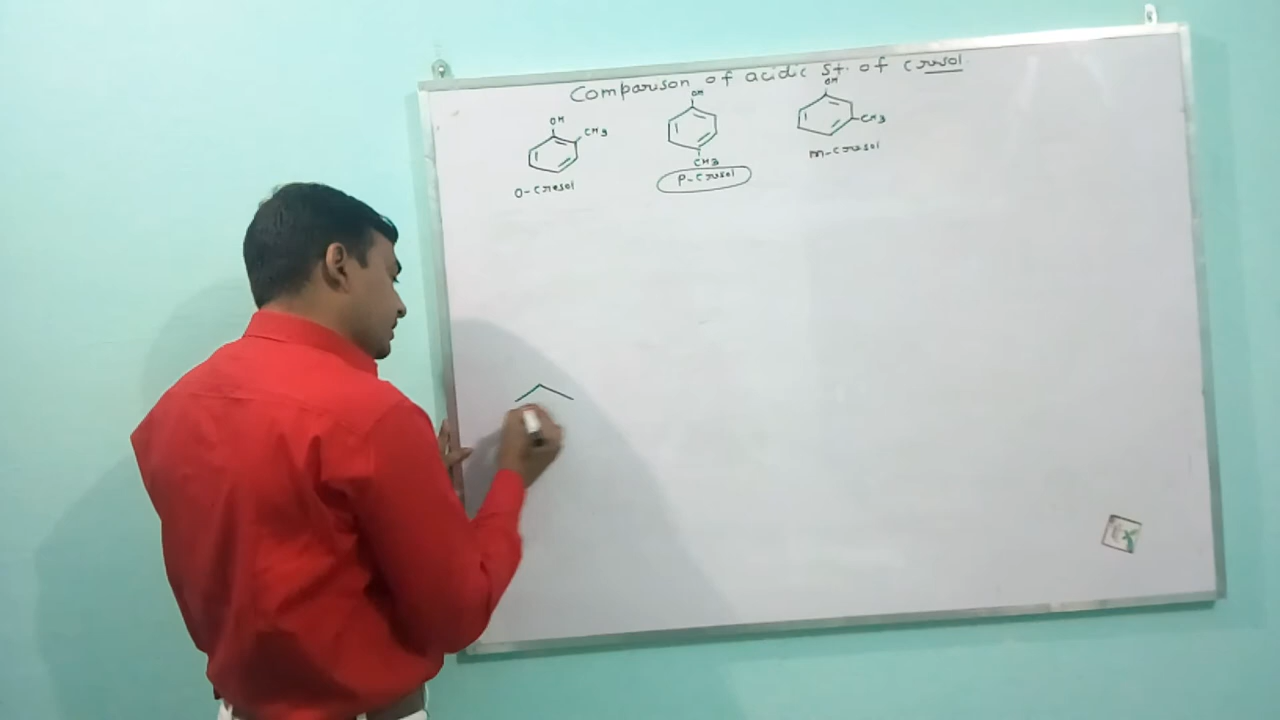 Comparison of acidic St. of Cresol
OH
CH3
O-Cresol
OH
CH3
P-Cresol
OH
CH3
m-Cresol